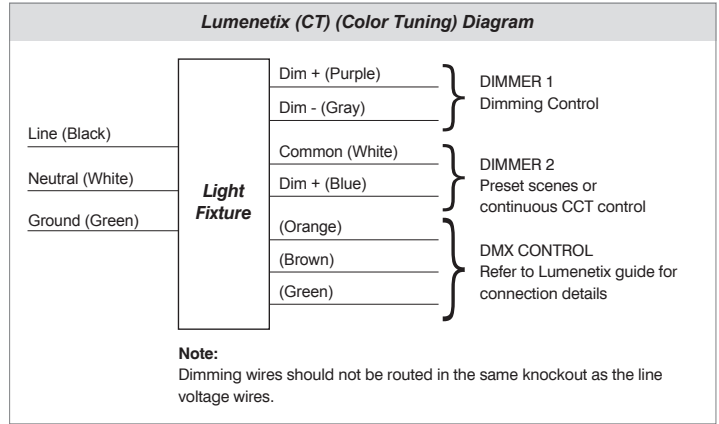 Lumenetix (CT) (Color Tuning) Diagram
Line (Black)
Neutral (White)
Ground (Green)
Light
Fixture
Dim + (Purple)
Dim - (Gray)
DIMMER 1
Dimming Control
Common (White)
Dim + (Blue)
DIMMER 2
Preset scenes or
continuous CCT control
(Orange)
(Brown)
(Green)
DMX CONTROL
Refer to Lumenetix guide for
connection details
Note:
Dimming wires should not be routed in the same knockout as the line
voltage wires.